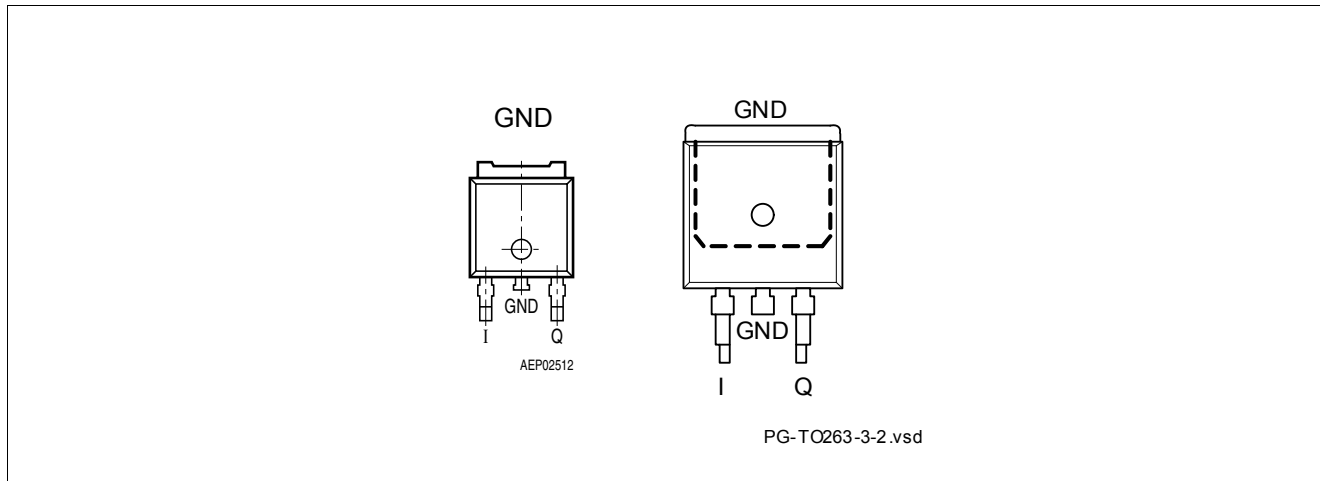 GND
GND
I
Q
AEP02512
GND
GND
I
Q
PG-TO263-3-2.vsd